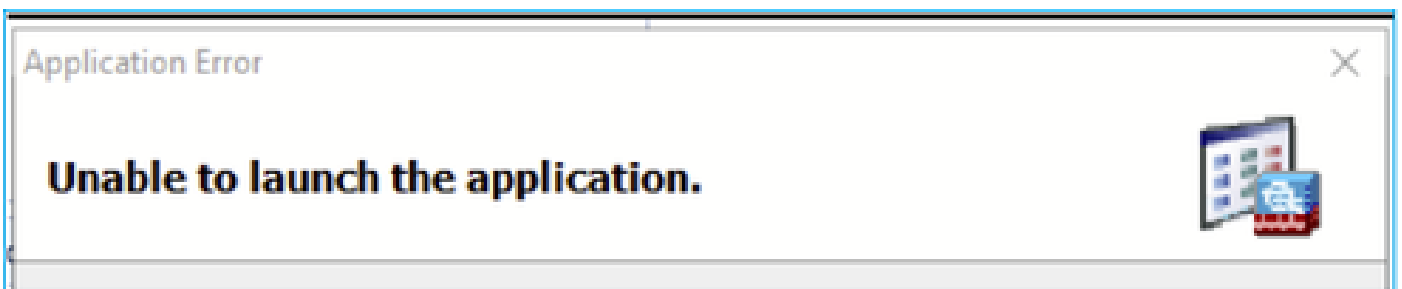 Application Error
Unable to launch the application.